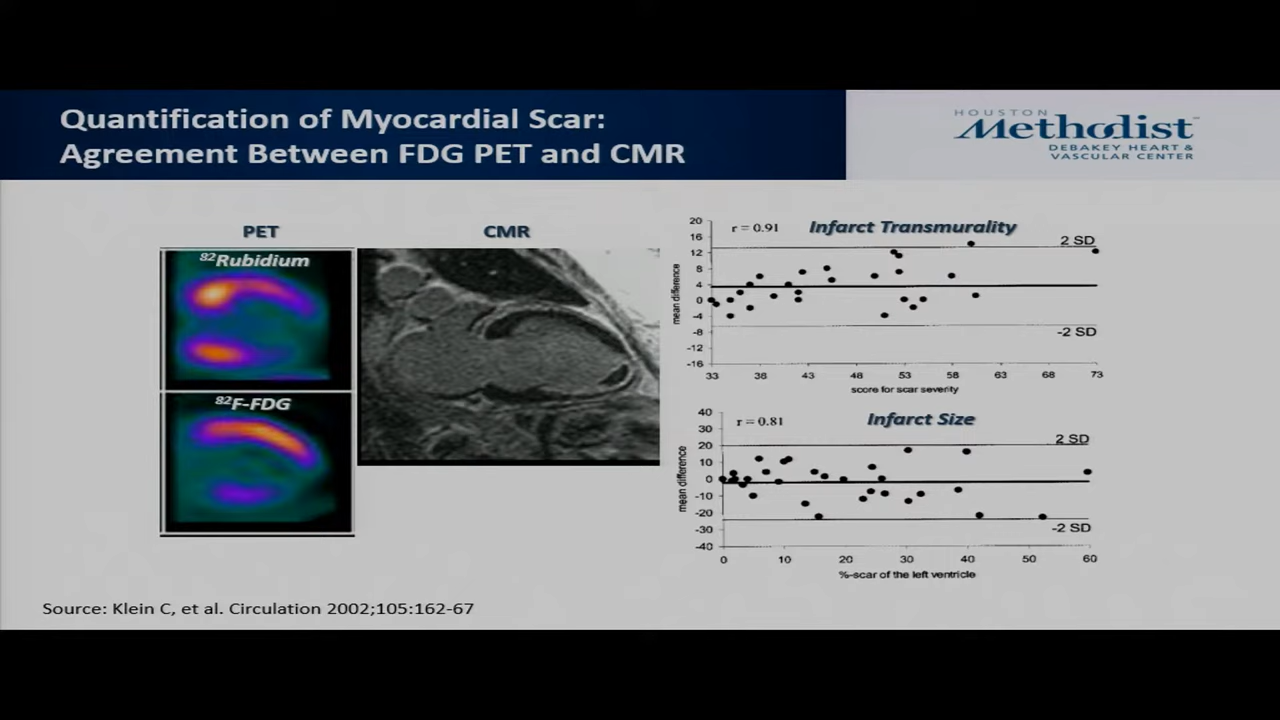 Quantification of Myocardial Scar:
Agreement Between FDG PET and CMR
HOUSTON
Methodist
DEBAKEY HEART &
VASCULAR CENTER
PET
CMR
82Rubidium
82F-FDG
Infarct Transmurality
r = 0.91
2 SD
-2 SD
mean difference
20
16
12
8
4
0
-4
-8
-12
-16
33 38 43 48 53 58 63 68 73
score for scar severity
Infarct Size
r = 0.81
2 SD
-2 SD
mean difference
40
30
20
10
0
-10
-20
-30
-40
0 10 20 30 40 50 60
%-scar of the left ventricle
Source: Klein C, et al. Circulation 2002;105:162-67